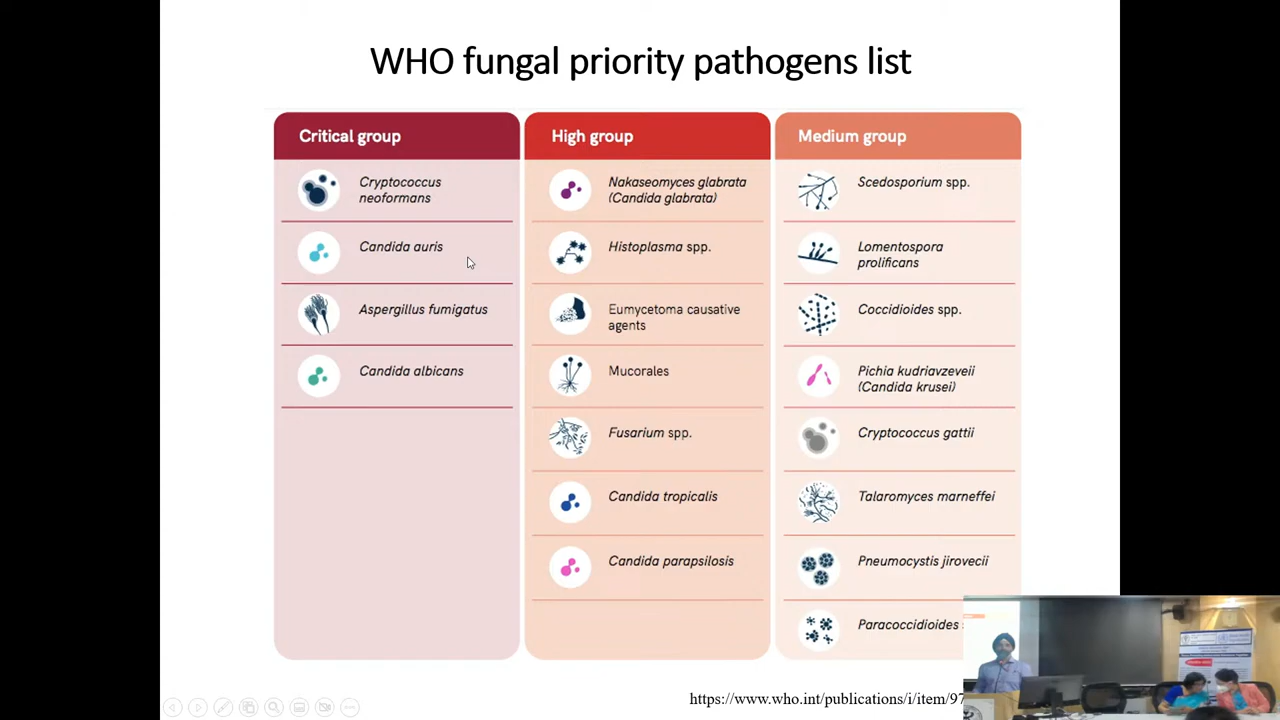 WHO fungal priority pathogens list
Critical group
Cryptococcus
neoformans
Candida auris
Aspergillus fumigatus
Candida albicans
High group
Nakaseomyces glabrata
(Candida glabrata)
Histoplasma spp.
Eumycetoma causative
agents
Mucorales
Fusarium spp.
Candida tropicalis
Candida parapsilosis
Medium group
Scedosporium spp.
Lomentospora
prolificans
Coccidioides spp.
Pichia kudriavzeveii
(Candida krusei)
Cryptococcus gattii
Talaromyces marneffei
Pneumocystis jirovecii
Paracoccidioides
https://www.who.int/publications/i/item/97